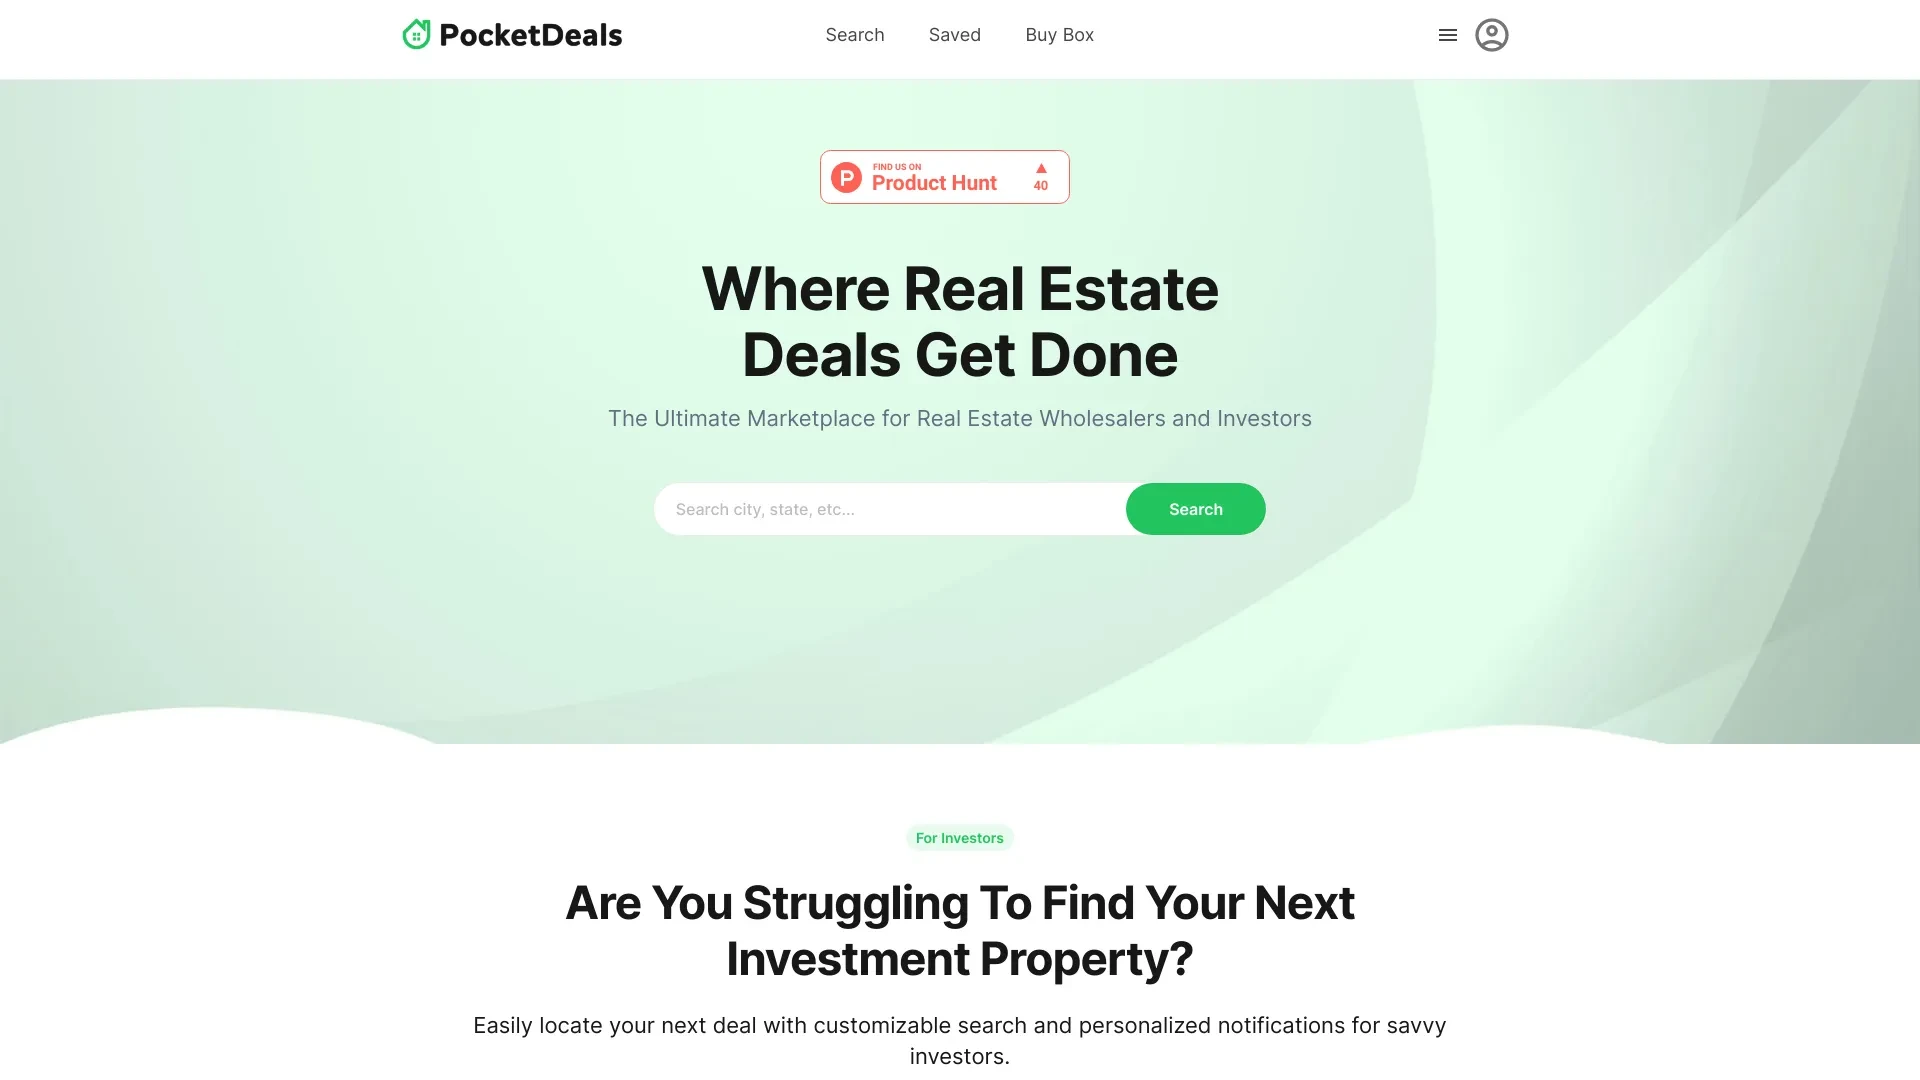 PocketDeals
Search
Saved
Buy Box
FIND US ON
P
Product Hunt
40
Where Real Estate
Deals Get Done
The Ultimate Marketplace for Real Estate Wholesalers and Investors
Search city, state, etc...
Search
For Investors
Are You Struggling To Find Your Next
Investment Property?
Easily locate your next deal with customizable search and personalized notifications for savvy
investors.